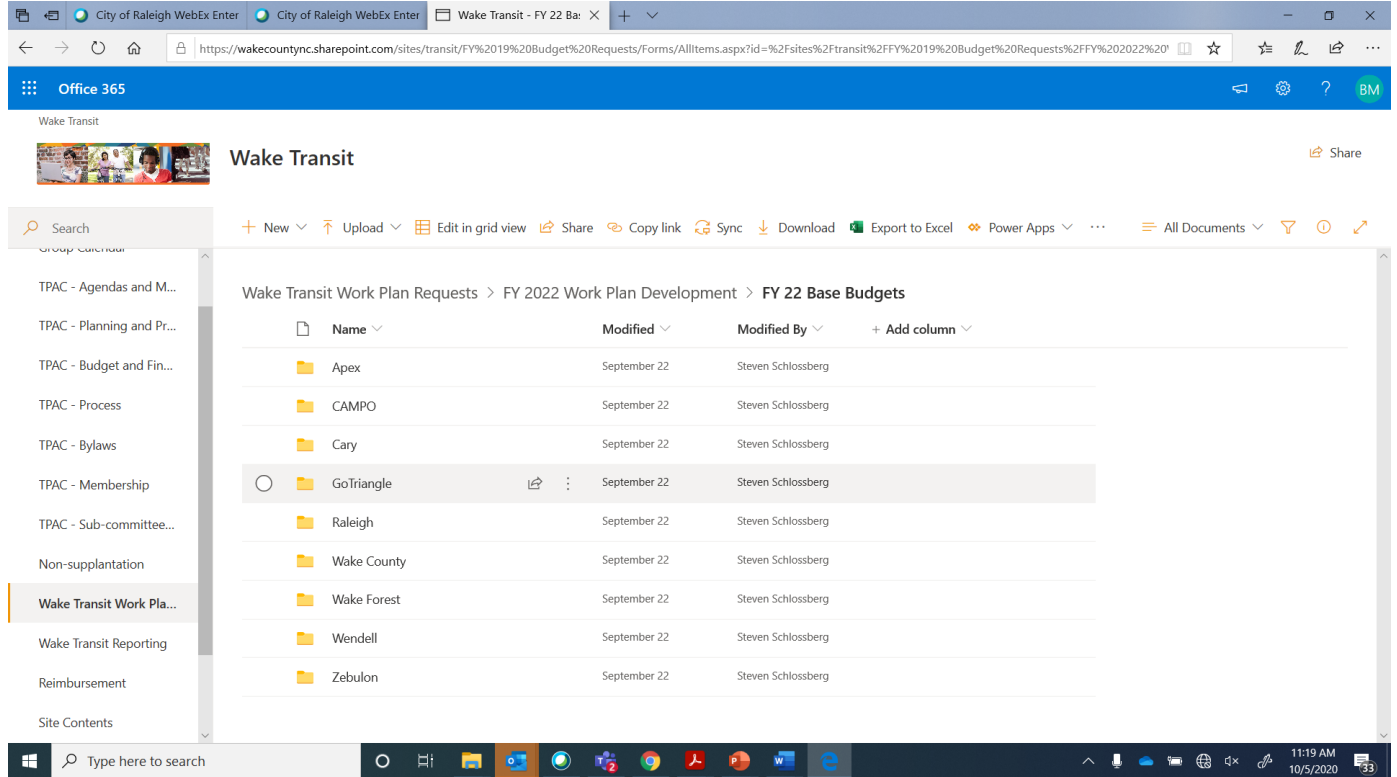 City of Raleigh WebEx Enter City of Raleigh WebEx Enter Wake Transit - FY 22 Ba:
https://wakecountync.sharepoint.com/sites/transit/FY%2019%20Budget%20Requests/Forms/AllItems.aspx?id=%2Fsites%2Ftransit%2FFY%2019%20Budget%20Requests%2FFY%202022%20
Office 365 ? BM
Wake Transit
Wake Transit
Share
Search
+ New Upload Edit in grid view Share Copy link Sync Download Export to Excel Power Apps ··· All Documents
Group Calendar
TPAC - Agendas and M...
TPAC - Planning and Pr...
TPAC - Budget and Fin...
TPAC - Process
TPAC - Bylaws
TPAC - Membership
TPAC - Sub-committee...
Non-supplantation
Wake Transit Work Pla...
Wake Transit Reporting
Reimbursement
Site Contents
Wake Transit Work Plan Requests > FY 2022 Work Plan Development > FY 22 Base Budgets
Name Modified Modified By + Add column
Apex September 22 Steven Schlossberg
CAMPO September 22 Steven Schlossberg
Cary September 22 Steven Schlossberg
GoTriangle September 22 Steven Schlossberg
Raleigh September 22 Steven Schlossberg
Wake County September 22 Steven Schlossberg
Wake Forest September 22 Steven Schlossberg
Wendell September 22 Steven Schlossberg
Zebulon September 22 Steven Schlossberg
Type here to search
11:19 AM
10/5/2020
33